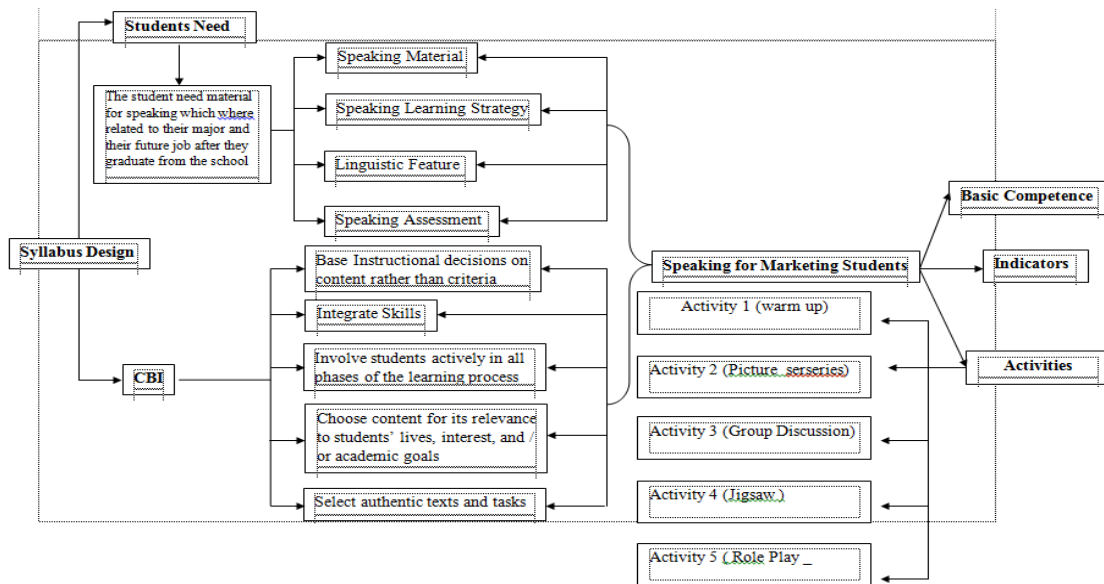 Students Need
The student need material
for speaking which where
related to their major and
their future job after they
graduate from the school
Syllabus Design
CBI
Speaking Material
Speaking Learning Strategy
Linguistic Feature
Speaking Assessment
Base Instructional decisions on
content rather than criteria
Integrate Skills
Involve students actively in all
phases of the learning process
Choose content for its relevance
to students’ lives, interest, and /
or academic goals
Select authentic texts and tasks
Speaking for Marketing Students
Activity 1 (warm up)
Activity 2 (Picture serseries)
Activity 3 (Group Discussion)
Activity 4 (Jigsaw )
Activity 5 ( Role Play _
Basic Competence
Indicators
Activities